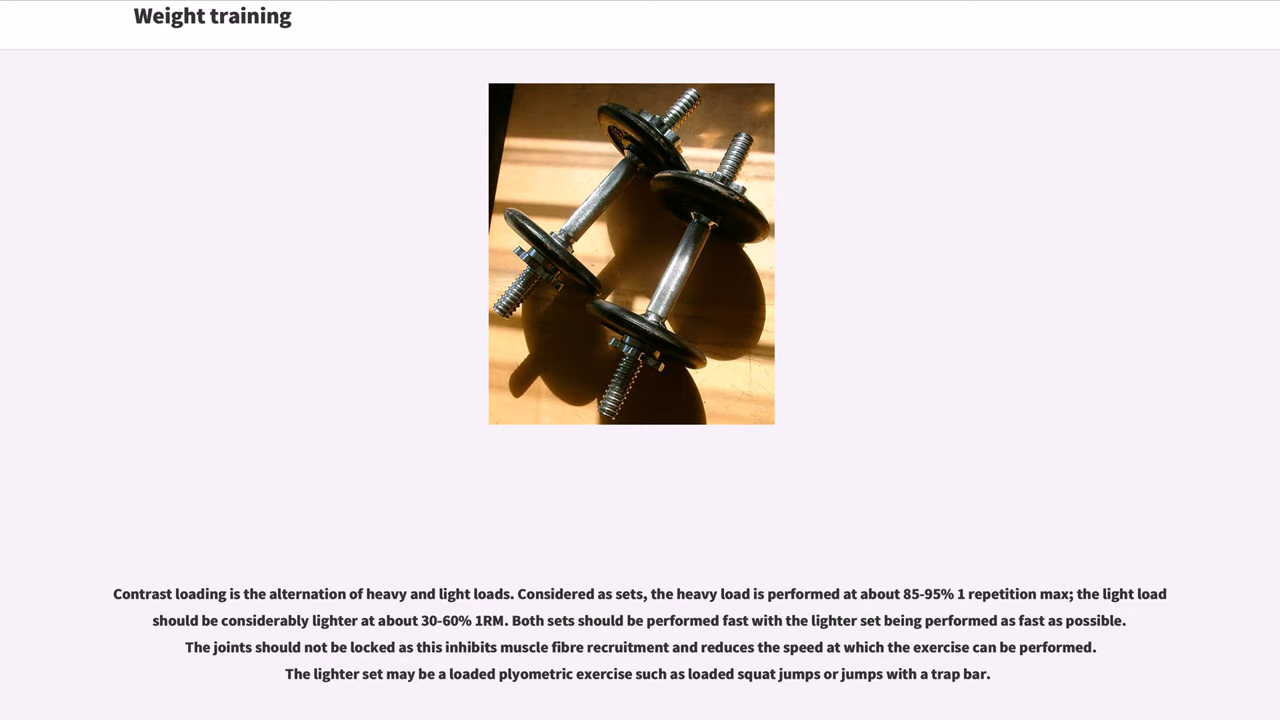 Weight training
Contrast loading is the alternation of heavy and light loads. Considered as sets, the heavy load is performed at about 85-95% 1 repetition max; the light load
should be considerably lighter at about 30-60% 1RM. Both sets should be performed fast with the lighter set being performed as fast as possible.
The joints should not be locked as this inhibits muscle fibre recruitment and reduces the speed at which the exercise can be performed.
The lighter set may be a loaded plyometric exercise such as loaded squat jumps or jumps with a trap bar.